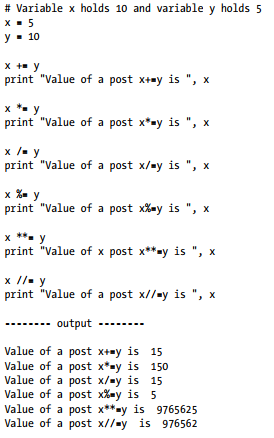 # Variable x holds 10 and variable y holds 5
x = 5
y = 10
x += y
print "Value of a post x+=y is ", x
x *= y
print "Value of a post x*=y is ", x
x /= y
print "Value of a post x/=y is ", x
x %= y
print "Value of a post x%=y is ", x
x **= y
print "Value of x post x**=y is ", x
x //= y
print "Value of a post x//=y is ", x
-------- output --------
Value of a post x+=y is  15
Value of a post x*=y is  150
Value of a post x/=y is  15
Value of a post x%=y is  5
Value of a post x**=y is  9765625
Value of a post x//=y  is  976562